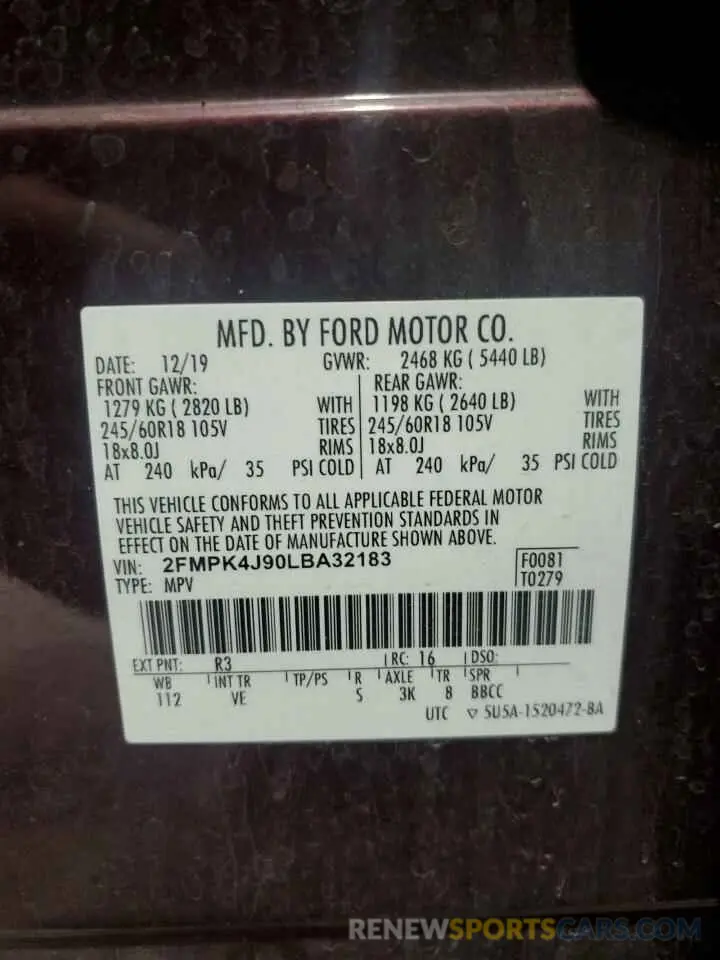 MFD. BY FORD MOTOR CO.
DATE: 12/19 GVWR: 2468 KG ( 5440 LB)
FRONT GAWR: REAR GAWR:
1279 KG ( 2820 LB) WITH 1198 KG ( 2640 LB) WITH
245/60R18 105V TIRES 245/60R18 105V TIRES
18x8.0J RIMS 18x8.0J RIMS
AT 240 kPa/ 35 PSI COLD AT 240 kPa/ 35 PSI COLD
THIS VEHICLE CONFORMS TO ALL APPLICABLE FEDERAL MOTOR
VEHICLE SAFETY AND THEFT PREVENTION STANDARDS IN
EFFECT ON THE DATE OF MANUFACTURE SHOWN ABOVE.
VIN: 2FMPK4J90LBA32183 F0081
TYPE: MPV T0279
EXT PNT: R3 RC: 16 DSO:
WB INT TR TP/PS R AXLE TR SPR
112 VE S 3K 8 BBCC
UTC ▽ 5U5A-1520472-BA
RENEWSPORTSCARS.COM